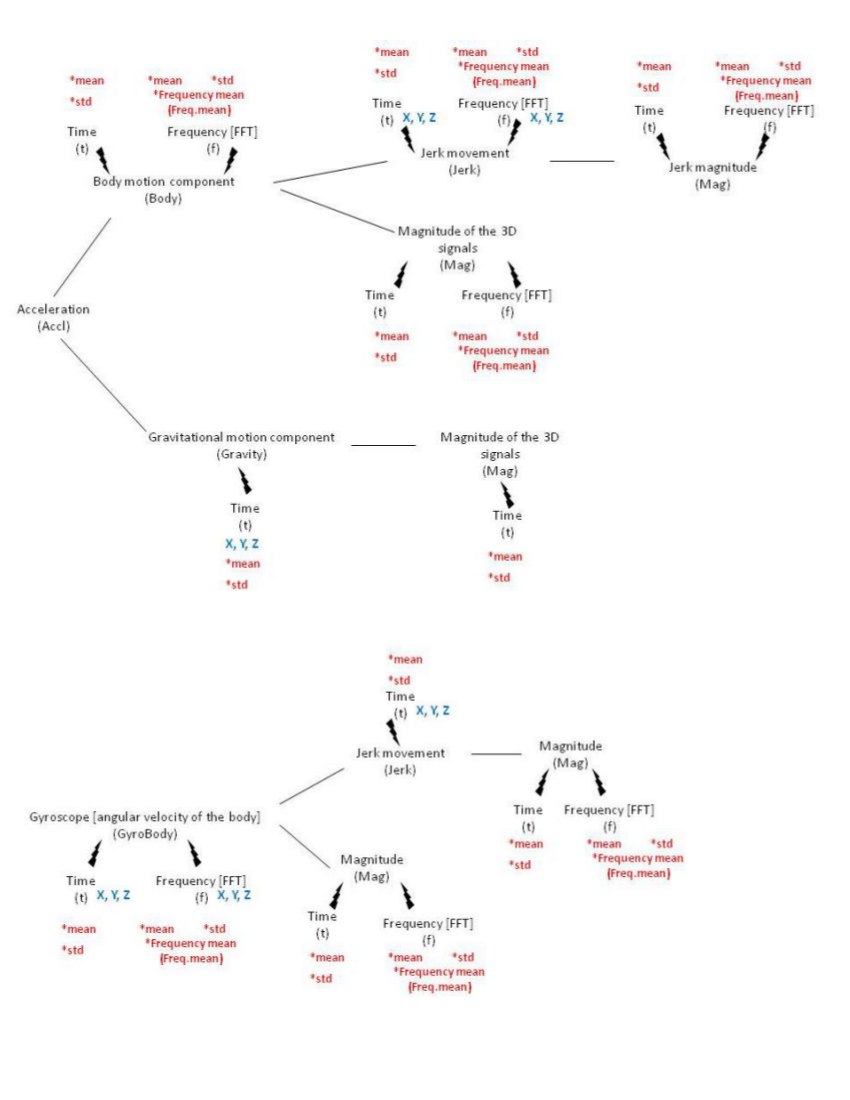 *mean
*std
*mean *std
*Frequency mean
(Freq.mean)
Time
(t)
Frequency [FFT]
(f)
Body motion component
(Body)
*mean
*std
*mean *std
*Frequency mean
(Freq.mean)
Time
(t) X, Y, Z
Frequency [FFT]
(f) X, Y, Z
Jerk movement
(Jerk)
*mean
*std
*mean *std
*Frequency mean
(Freq.mean)
Time
(t)
Frequency [FFT]
(f)
Jerk magnitude
(Mag)
Magnitude of the 3D
signals
(Mag)
Time
(t)
Frequency [FFT]
(f)
*mean
*std
*mean *std
*Frequency mean
(Freq.mean)
Acceleration
(Accl)
Gravitational motion component
(Gravity)
Time
(t)
X, Y, Z
*mean
*std
Magnitude of the 3D
signals
(Mag)
Time
(t)
*mean
*std
*mean
*std
Time
(t) X, Y, Z
Jerk movement
(Jerk)
Magnitude
(Mag)
Time
(t)
Frequency [FFT]
(f)
*mean
*std
*mean *std
*Frequency mean
(Freq.mean)
Gyroscope [angular velocity of the body]
(GyroBody)
Time
(t) X, Y, Z
Frequency [FFT]
(f) X, Y, Z
*mean
*std
*mean *std
*Frequency mean
(Freq.mean)
Magnitude
(Mag)
Time
(t)
Frequency [FFT]
(f)
*mean
*std
*mean *std
*Frequency mean
(Freq.mean)